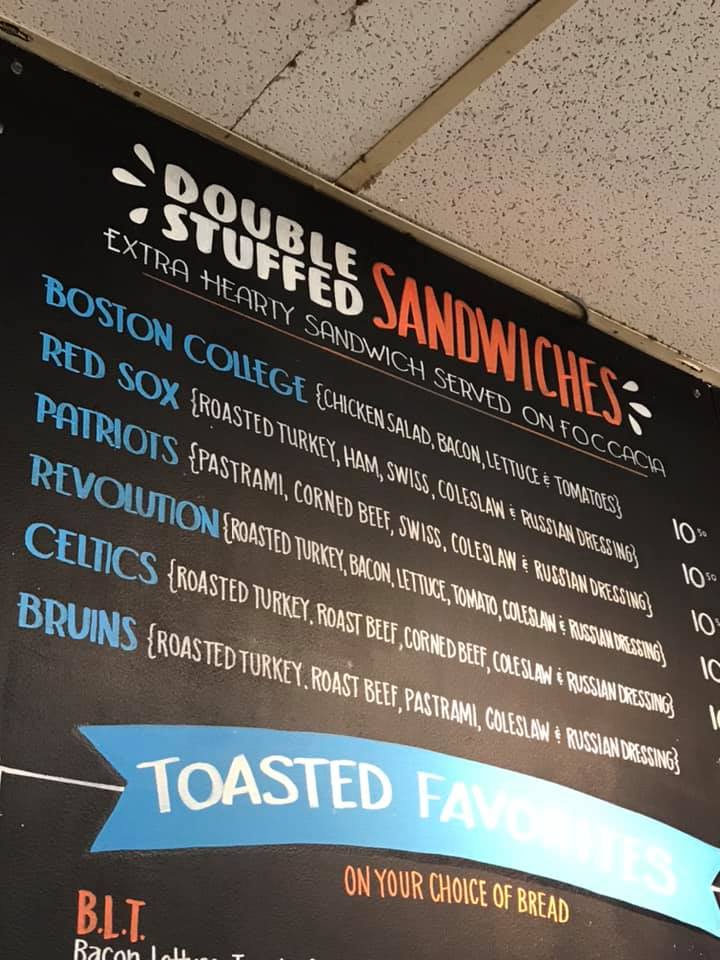 DOUBLE
STUFFED SANDWICHES
EXTRA HEARTY SANDWICH SERVED ON FOCCACIA
BOSTON COLLEGE {CHICKEN SALAD, BACON, LETTUCE & TOMATOES} 10 50
RED SOX {ROASTED TURKEY, HAM, SWISS, COLESLAW & RUSSIAN DRESSING} 10 50
PATRIOTS {PASTRAMI, CORNED BEEF, SWISS, COLESLAW & RUSSIAN DRESSING} 10
REVOLUTION {ROASTED TURKEY, BACON, LETTUCE, TOMATO, COLESLAW & RUSSIAN DRESSING}
CELTICS {ROASTED TURKEY, ROAST BEEF, CORNED BEEF, COLESLAW & RUSSIAN DRESSING}
BRUINS {ROASTED TURKEY, ROAST BEEF, PASTRAMI, COLESLAW & RUSSIAN DRESSING}
TOASTED FAVORITES
ON YOUR CHOICE OF BREAD
B.L.T.
Bacon